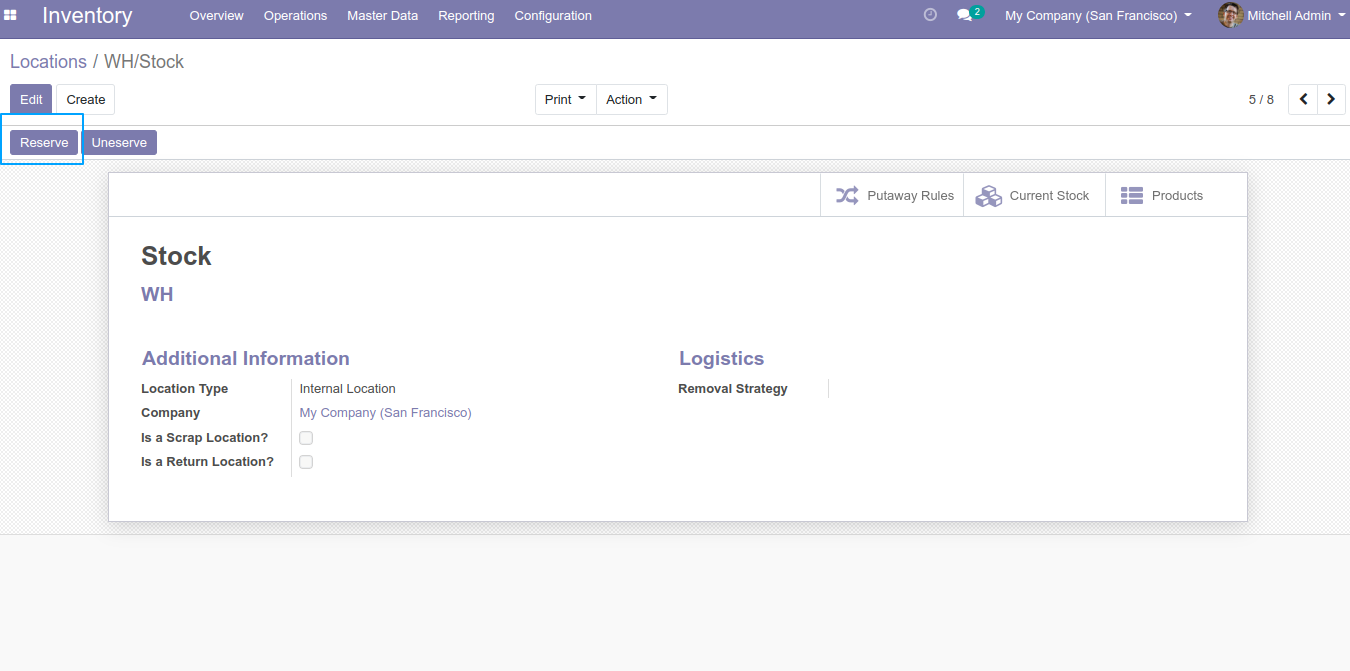 Inventory Overview Operations Master Data Reporting Configuration 2 My Company (San Francisco) Mitchell Admin
Locations / WH/Stock
Edit Create Print Action 5 / 8
Reserve Uneserve
Putaway Rules Current Stock Products
Stock
WH
Additional Information Logistics
Location Type Internal Location Removal Strategy
Company My Company (San Francisco)
Is a Scrap Location?
Is a Return Location?